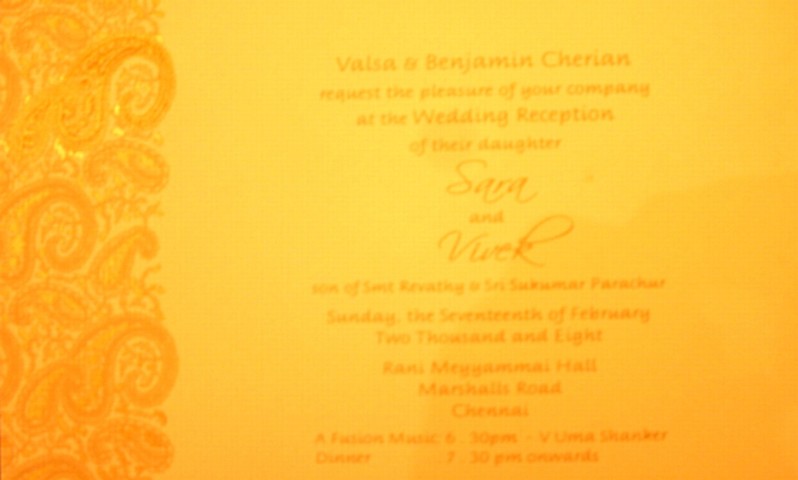 Valsa & Benjamin Cherian
request the pleasure of your company
at the Wedding Reception
of their daughter
Sara
and
Vivek
son of Smt Revathy & Sri Sukumar Parachur
Sunday, the Seventeenth of February
Two Thousand and Eight
Rani Meyyammai Hall
Marshalls Road
Chennai
A Fusion Music: 6 . 30pm - V Uma Shanker
Dinner : 7 . 30 pm onwards